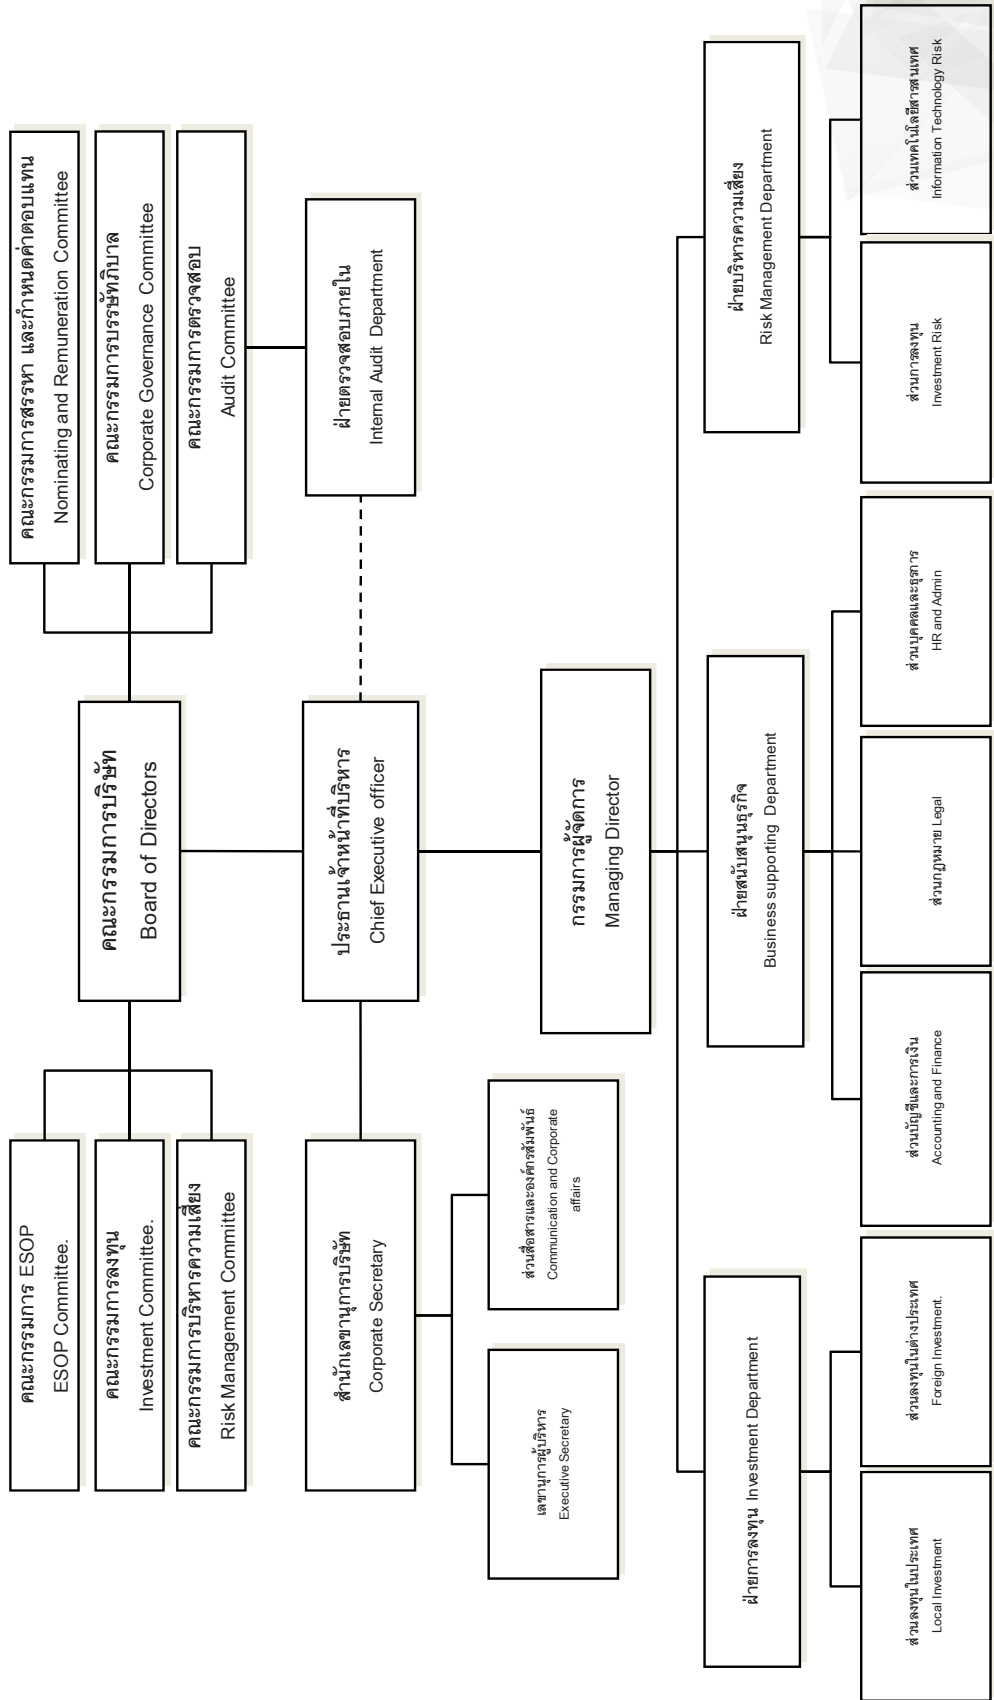 คณะกรรมการบริษัท
Board of Directors
คณะกรรมการ ESOP
ESOP Committee.
คณะกรรมการลงทุน
Investment Committee.
คณะกรรมการบริหารความเสี่ยง
Risk Management Committee
คณะกรรมการสรรหา และกำหนดค่าตอบแทน
Nominating and Remuneration Committee
คณะกรรมการบรรษัทภิบาล
Corporate Governance Committee
คณะกรรมการตรวจสอบ
Audit Committee
สำนักเลขานุการบริษัท
Corporate Secretary
ประธานเจ้าหน้าที่บริหาร
Chief Executive officer
ฝ่ายตรวจสอบภายใน
Internal Audit Department
เลขานุการผู้บริหาร
Executive Secretary
ส่วนสื่อสารและองค์กรสัมพันธ์
Communication and Corporate
affairs
กรรมการผู้จัดการ
Managing Director
ฝ่ายการลงทุน Investment Department
ฝ่ายสนับสนุนธุรกิจ
Business supporting Department
ฝ่ายบริหารความเสี่ยง
Risk Management Department
ส่วนลงทุนในประเทศ
Local Investment
ส่วนลงทุนในต่างประเทศ
Foreign Investment.
ส่วนบัญชีและการเงิน
Accounting and Finance
ส่วนกฎหมาย Legal
ส่วนบุคคลและธุรการ
HR and Admin
ส่วนการลงทุน
Investment Risk
ส่วนเทคโนโลยีสารสนเทศ
Information Technology Risk